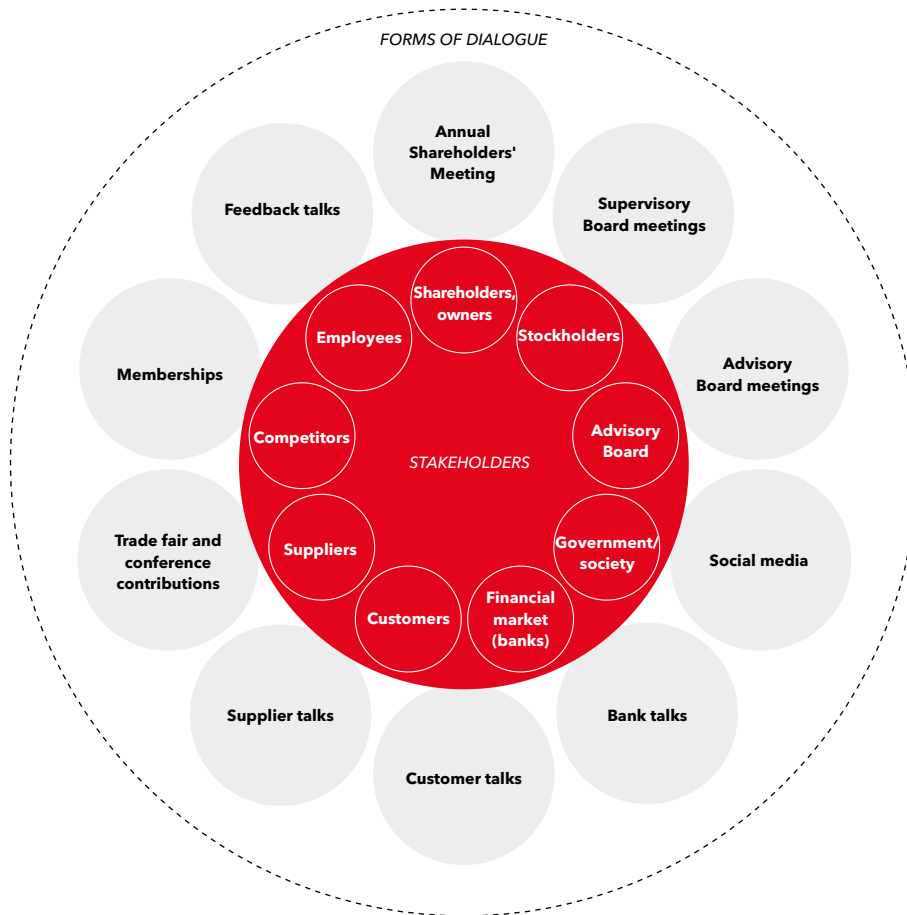 FORMS OF DIALOGUE
Annual
Shareholders'
Meeting
Supervisory
Board meetings
Advisory
Board meetings
Social media
Bank talks
Customer talks
Supplier talks
Trade fair and
conference
contributions
Memberships
Feedback talks
STAKEHOLDERS
Shareholders,
owners
Stockholders
Advisory
Board
Government/
society
Financial
market
(banks)
Customers
Suppliers
Competitors
Employees